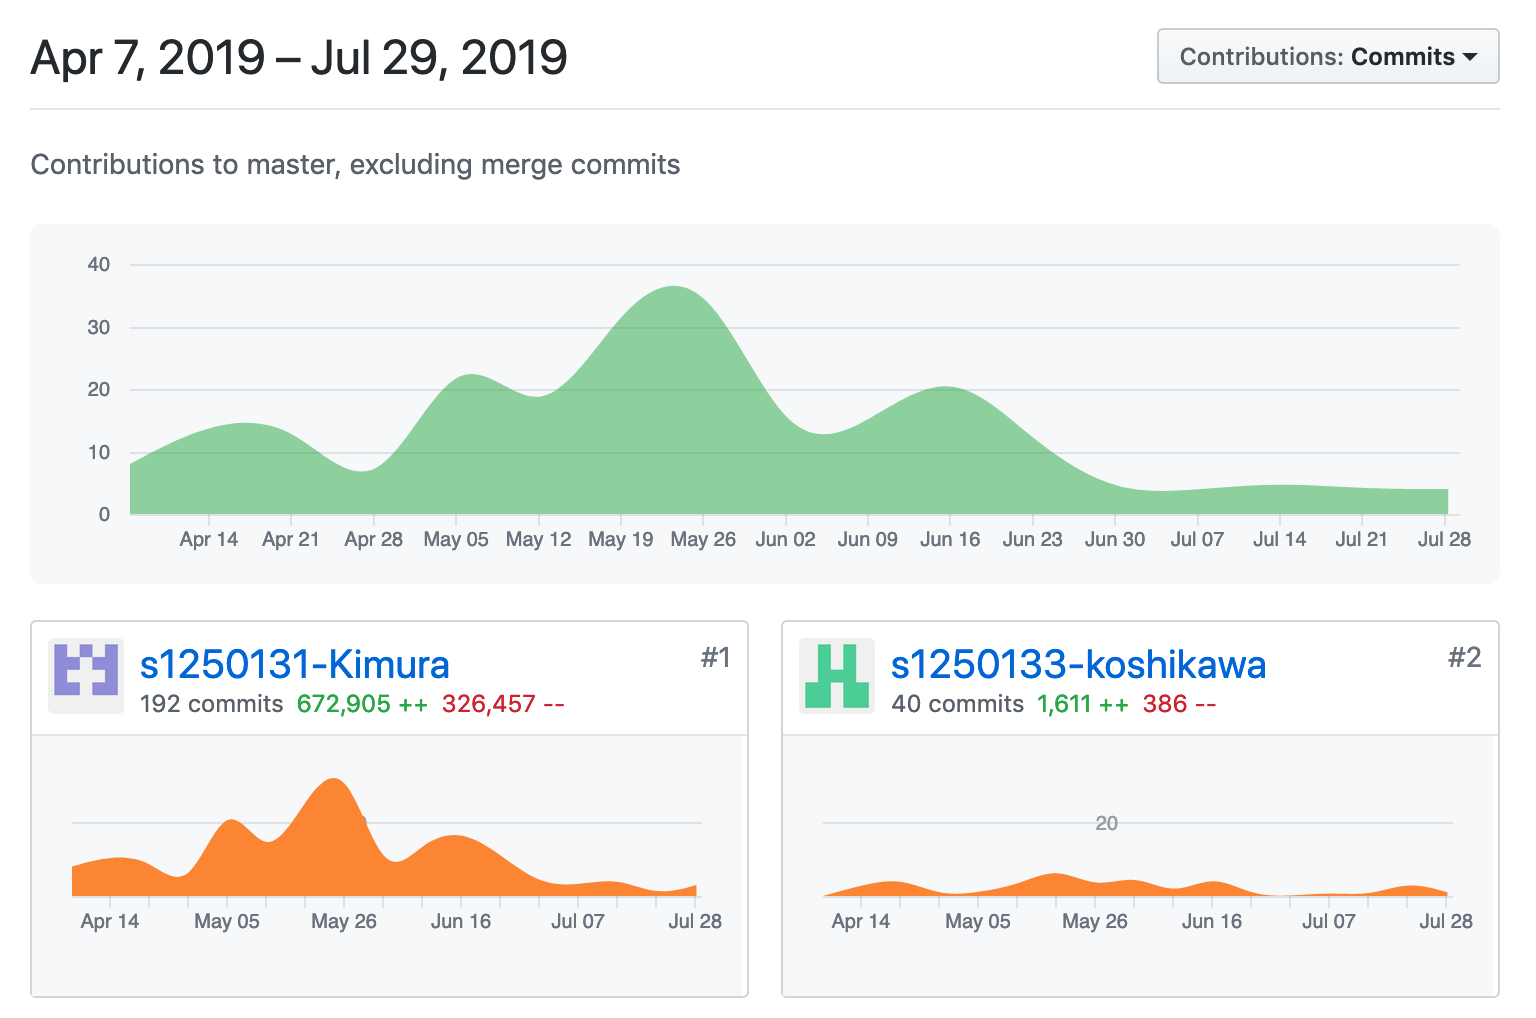 Apr 7, 2019 – Jul 29, 2019
Contributions: Commits
Contributions to master, excluding merge commits
40
30
20
10
0
Apr 14 Apr 21 Apr 28 May 05 May 12 May 19 May 26 Jun 02 Jun 09 Jun 16 Jun 23 Jun 30 Jul 07 Jul 14 Jul 21 Jul 28
s1250131-Kimura #1
192 commits 672,905 ++ 326,457 --
Apr 14 May 05 May 26 Jun 16 Jul 07 Jul 28
s1250133-koshikawa #2
40 commits 1,611 ++ 386 --
20
Apr 14 May 05 May 26 Jun 16 Jul 07 Jul 28